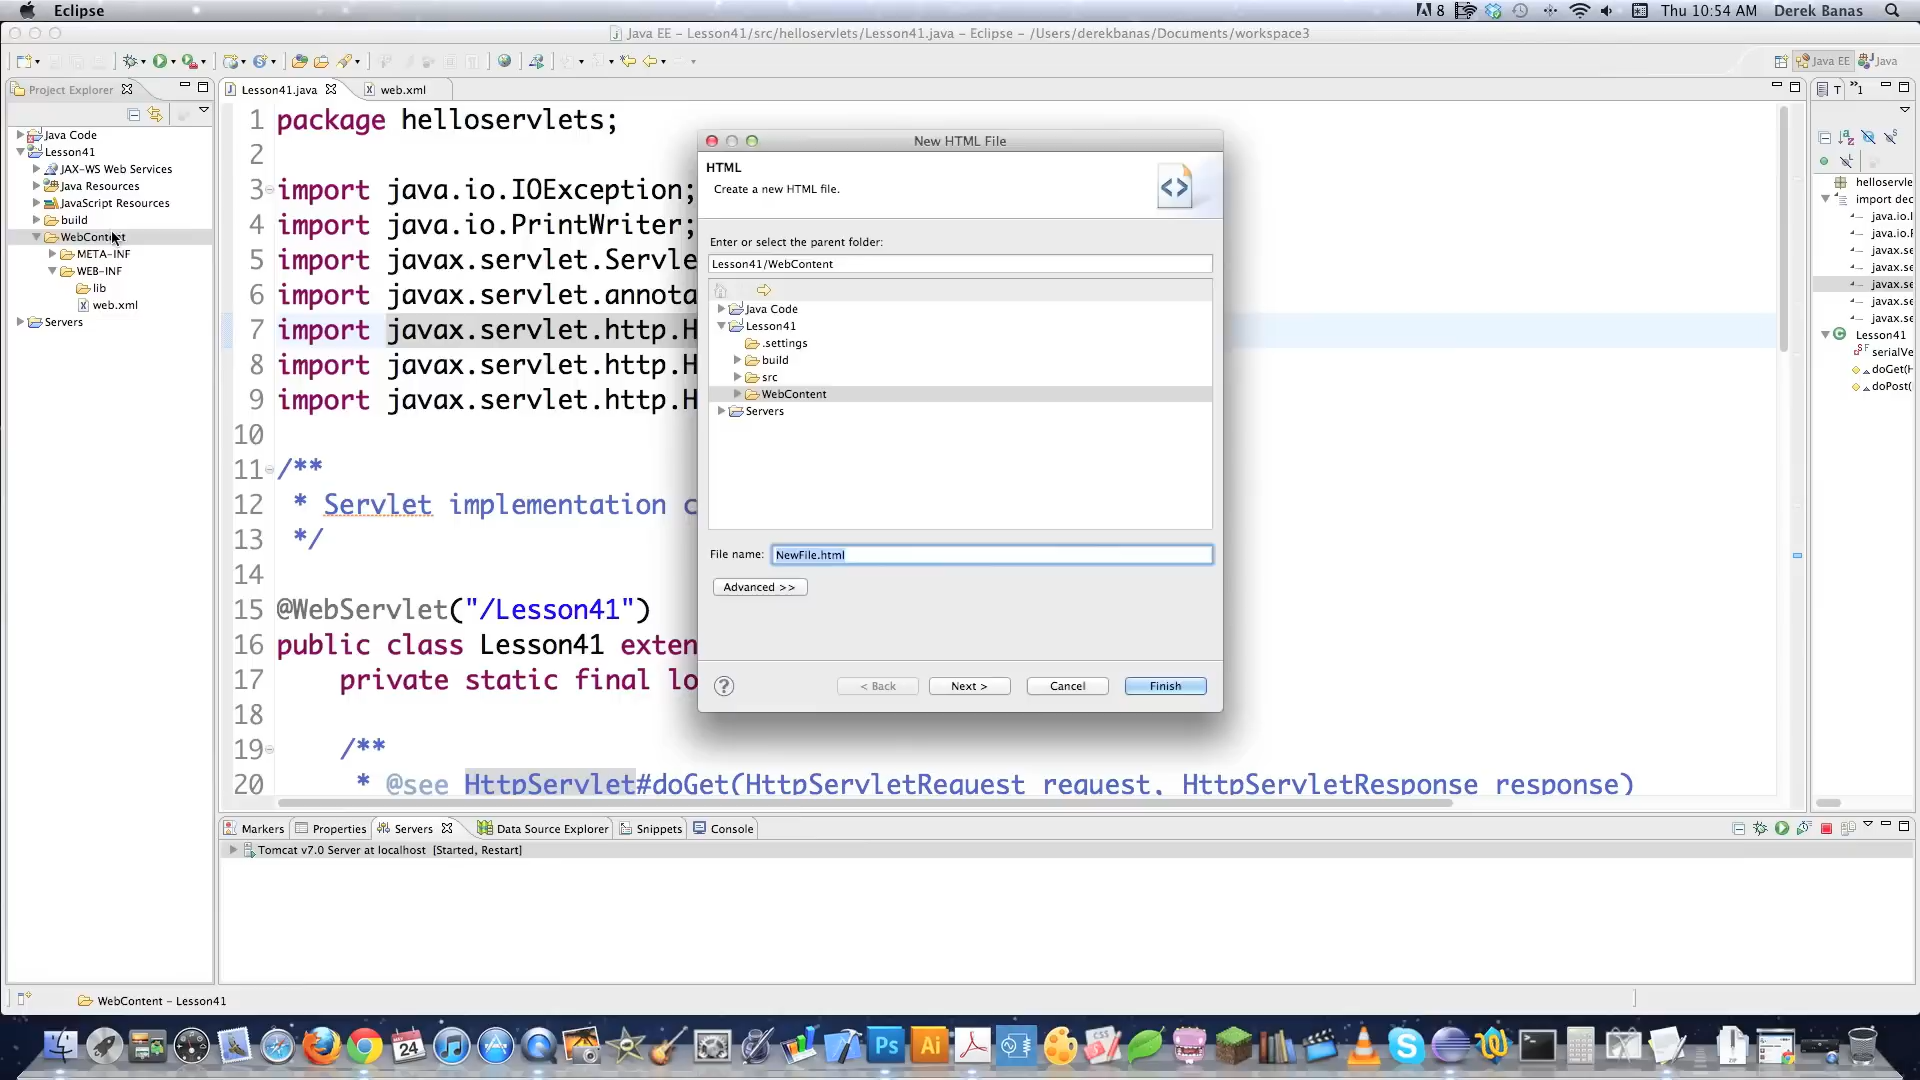 Eclipse
8
Thu 10:54 AM
Derek Banas
Java EE – Lesson41/src/helloservlets/Lesson41.java – Eclipse – /Users/derekbanas/Documents/workspace3
Java EE
Java
Project Explorer
Lesson41.java
web.xml
T
"1
Java Code
Lesson41
JAX-WS Web Services
Java Resources
JavaScript Resources
build
WebContent
META-INF
WEB-INF
lib
web.xml
Servers
1 package helloservlets;
2
3 import java.io.IOException;
4 import java.io.PrintWriter;
5 import javax.servlet.Servle
6 import javax.servlet.annota
7 import javax.servlet.http.H
8 import javax.servlet.http.H
9 import javax.servlet.http.H
10
11 /**
12 * Servlet implementation c
13 */
14
15 @WebServlet("/Lesson41")
16 public class Lesson41 exten
17 private static final lo
18
19 /**
20 * @see HttpServlet#doGet(HttpServletRequest request, HttpServletResponse response)
New HTML File
HTML
Create a new HTML file.
<>
Enter or select the parent folder:
Lesson41/WebContent
Java Code
Lesson41
.settings
build
src
WebContent
Servers
File name: NewFile.html
Advanced >>
?
< Back
Next >
Cancel
Finish
helloservle
import dec
java.io.I
java.io.P
javax.se
javax.se
javax.se
javax.se
javax.se
Lesson41
serialVe
doGet(H
doPost(
Markers
Properties
Servers
Data Source Explorer
Snippets
Console
Tomcat v7.0 Server at localhost [Started, Restart]
WebContent – Lesson41
24
Ps
Ai